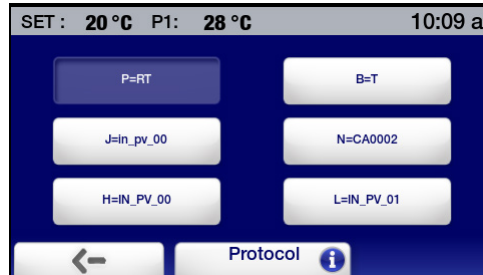 SET : 20 °C P1: 28 °C 10:09 a
P=RT B=T
J=in_pv_00 N=CA0002
H=IN_PV_00 L=IN_PV_01
Protocol i